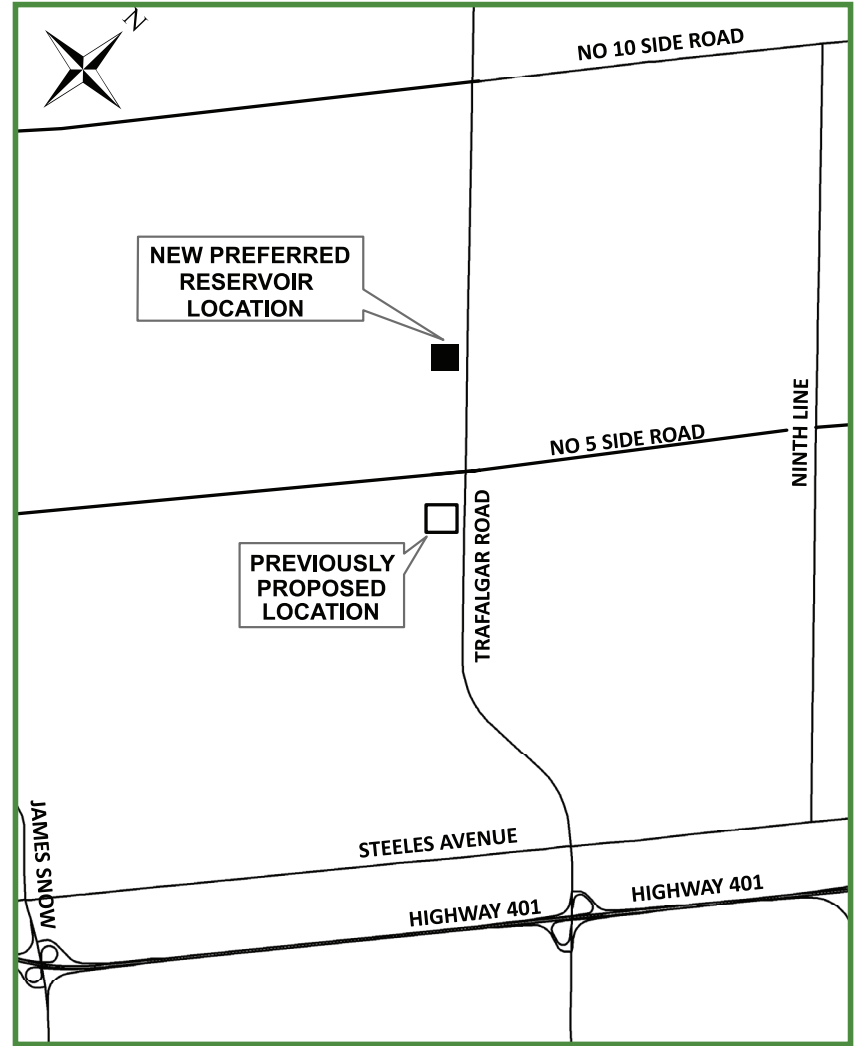 N
NO 10 SIDE ROAD
NEW PREFERRED
RESERVOIR
LOCATION
NINTH LINE
NO 5 SIDE ROAD
TRAFALGAR ROAD
PREVIOUSLY
PROPOSED
LOCATION
JAMES SNOW
STEELES AVENUE
HIGHWAY 401
HIGHWAY 401